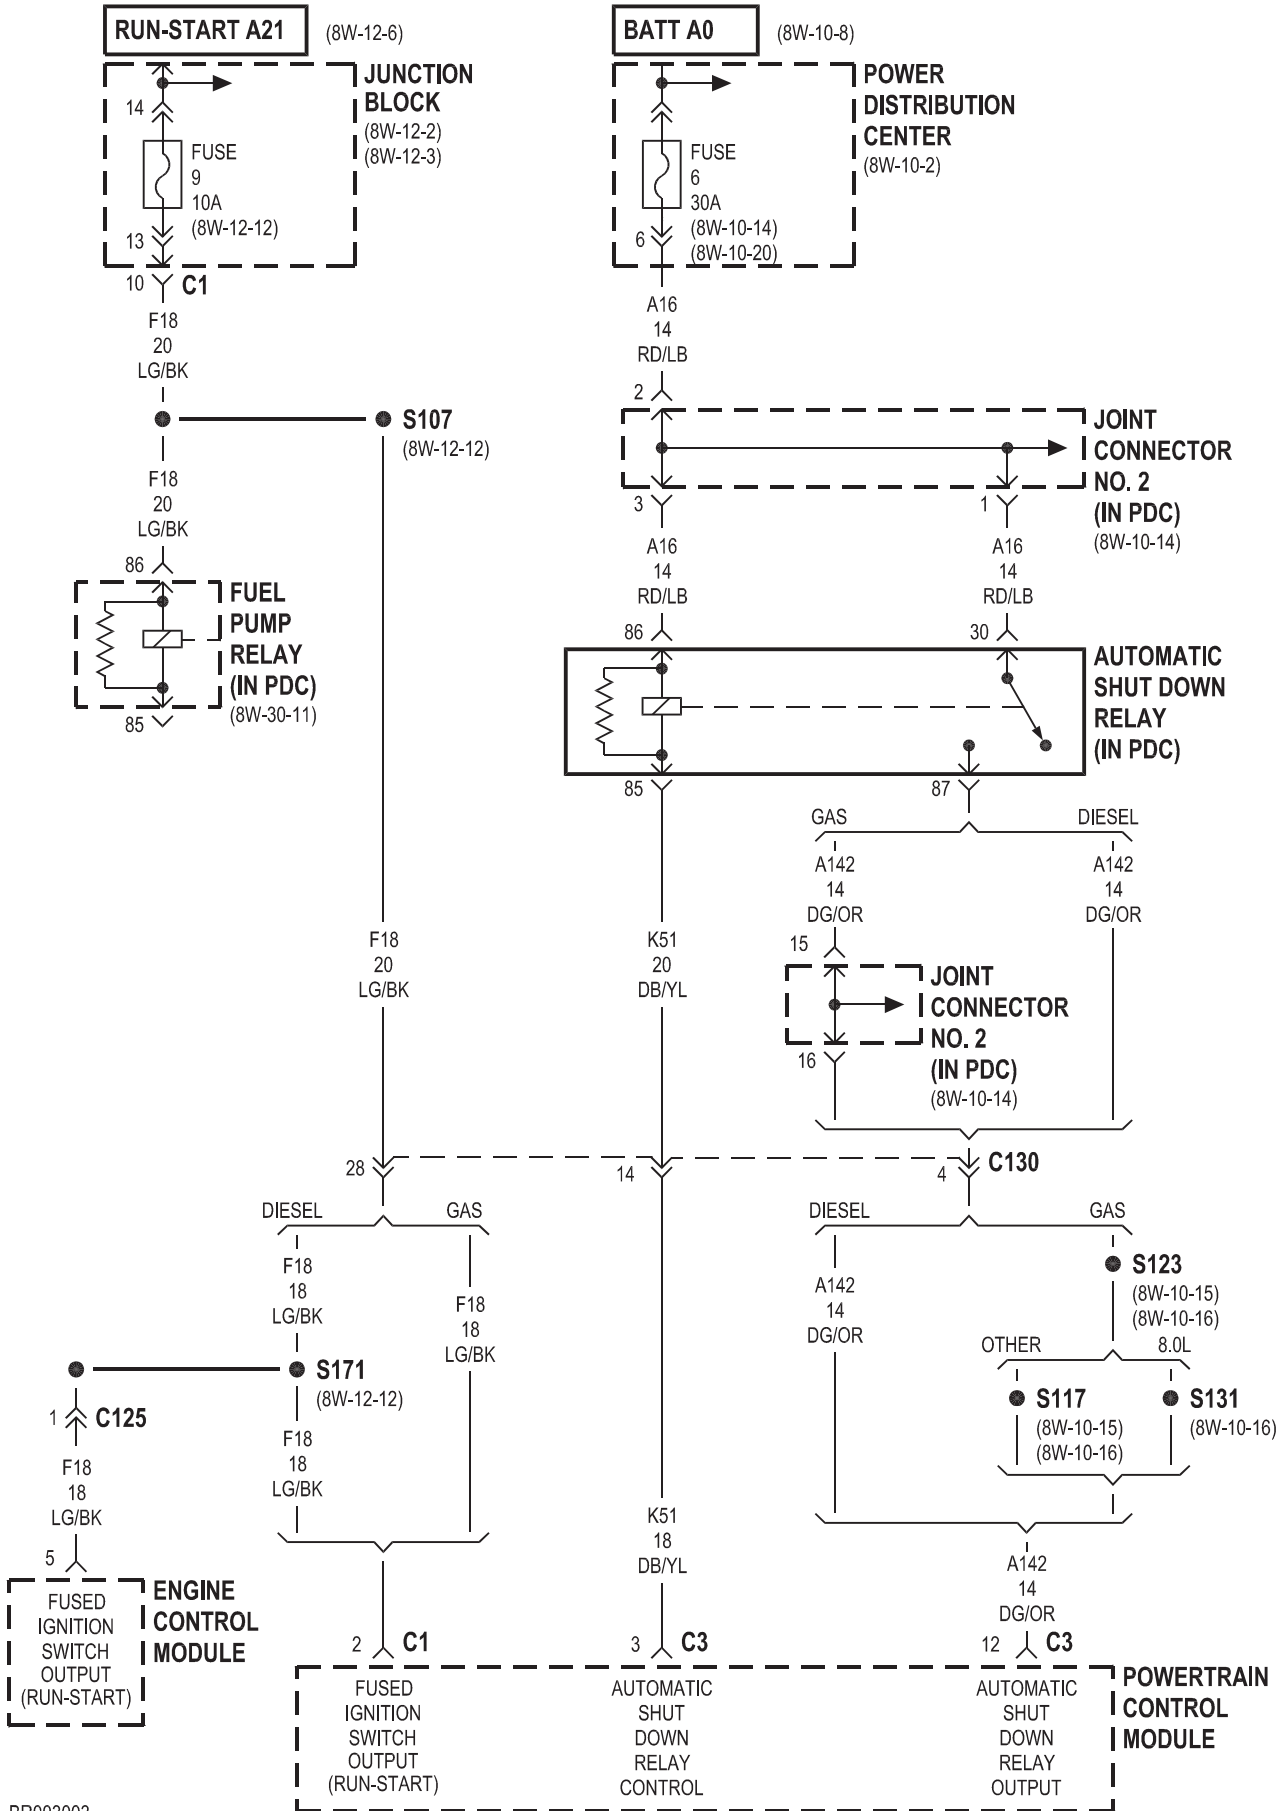 RUN-START A21
(8W-12-6)
BATT A0
(8W-10-8)
JUNCTION
BLOCK
(8W-12-2)
(8W-12-3)
14
FUSE
9
10A
(8W-12-12)
13
10
C1
POWER
DISTRIBUTION
CENTER
(8W-10-2)
FUSE
6
30A
(8W-10-14)
(8W-10-20)
6
F18
20
LG/BK
A16
14
RD/LB
2
S107
(8W-12-12)
JOINT
CONNECTOR
NO. 2
(IN PDC)
(8W-10-14)
3
1
F18
20
LG/BK
A16
14
RD/LB
A16
14
RD/LB
86
FUEL
PUMP
RELAY
(IN PDC)
(8W-30-11)
85
86
30
AUTOMATIC
SHUT DOWN
RELAY
(IN PDC)
85
87
GAS
DIESEL
A142
14
DG/OR
A142
14
DG/OR
F18
20
LG/BK
K51
20
DB/YL
15
JOINT
CONNECTOR
NO. 2
(IN PDC)
(8W-10-14)
16
28
14
4
C130
DIESEL
GAS
DIESEL
GAS
F18
18
LG/BK
F18
18
LG/BK
A142
14
DG/OR
S123
(8W-10-15)
(8W-10-16)
OTHER
8.0L
S171
(8W-12-12)
S117
(8W-10-15)
(8W-10-16)
S131
(8W-10-16)
1
C125
F18
18
LG/BK
F18
18
LG/BK
K51
18
DB/YL
A142
14
DG/OR
5
FUSED
IGNITION
SWITCH
OUTPUT
(RUN-START)
ENGINE
CONTROL
MODULE
2
C1
3
C3
12
C3
FUSED
IGNITION
SWITCH
OUTPUT
(RUN-START)
AUTOMATIC
SHUT
DOWN
RELAY
CONTROL
AUTOMATIC
SHUT
DOWN
RELAY
OUTPUT
POWERTRAIN
CONTROL
MODULE